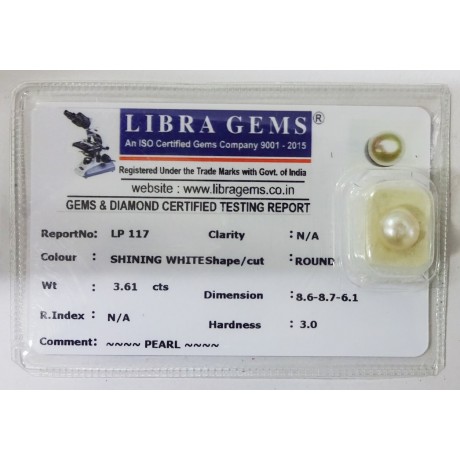 LIBRA GEMS ®
An ISO Certified Gems Company 9001 - 2015
Registered Under the Trade Marks with Govt. of India
website : www.libragems.co.in
GEMS & DIAMOND CERTIFIED TESTING REPORT
ReportNo: LP 117 Clarity : N/A
Colour : SHINING WHITE Shape/cut : ROUND
Wt : 3.61 cts Dimension : 8.6-8.7-6.1
R.Index : N/A Hardness : 3.0
Comment: ~~~~ PEARL ~~~~